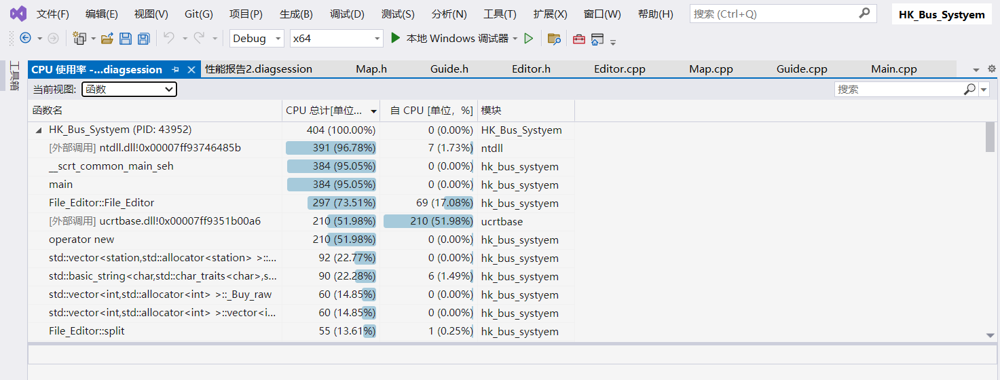 文件(F) 编辑(E) 视图(V) Git(G) 项目(P) 生成(B) 调试(D) 测试(S) 分析(N) 工具(T) 扩展(X) 窗口(W) 帮助(H) 搜索 (Ctrl+Q) HK_Bus_Systyem
Debug x64 本地 Windows 调试器
工具箱
CPU 使用率 -...diagsession 性能报告2.diagsession Map.h Guide.h Editor.h Editor.cpp Map.cpp Guide.cpp Main.cpp
当前视图: 函数 搜索
函数名 CPU 总计[单位... 自 CPU [单位, %] 模块
HK_Bus_Systyem (PID: 43952) 404 (100.00%) 0 (0.00%) HK_Bus_Systyem
[外部调用] ntdll.dll!0x00007ff93746485b 391 (96.78%) 7 (1.73%) ntdll
__scrt_common_main_seh 384 (95.05%) 0 (0.00%) hk_bus_systyem
main 384 (95.05%) 0 (0.00%) hk_bus_systyem
File_Editor::File_Editor 297 (73.51%) 69 (17.08%) hk_bus_systyem
[外部调用] ucrtbase.dll!0x00007ff9351b00a6 210 (51.98%) 210 (51.98%) ucrtbase
operator new 210 (51.98%) 0 (0.00%) hk_bus_systyem
std::vector<station,std::allocator<station> >::... 92 (22.77%) 0 (0.00%) hk_bus_systyem
std::basic_string<char,std::char_traits<char>,s... 90 (22.28%) 6 (1.49%) hk_bus_systyem
std::vector<int,std::allocator<int> >::_Buy_raw 60 (14.85%) 0 (0.00%) hk_bus_systyem
std::vector<int,std::allocator<int> >::vector<i... 60 (14.85%) 0 (0.00%) hk_bus_systyem
File_Editor::split 55 (13.61%) 1 (0.25%) hk_bus_systyem